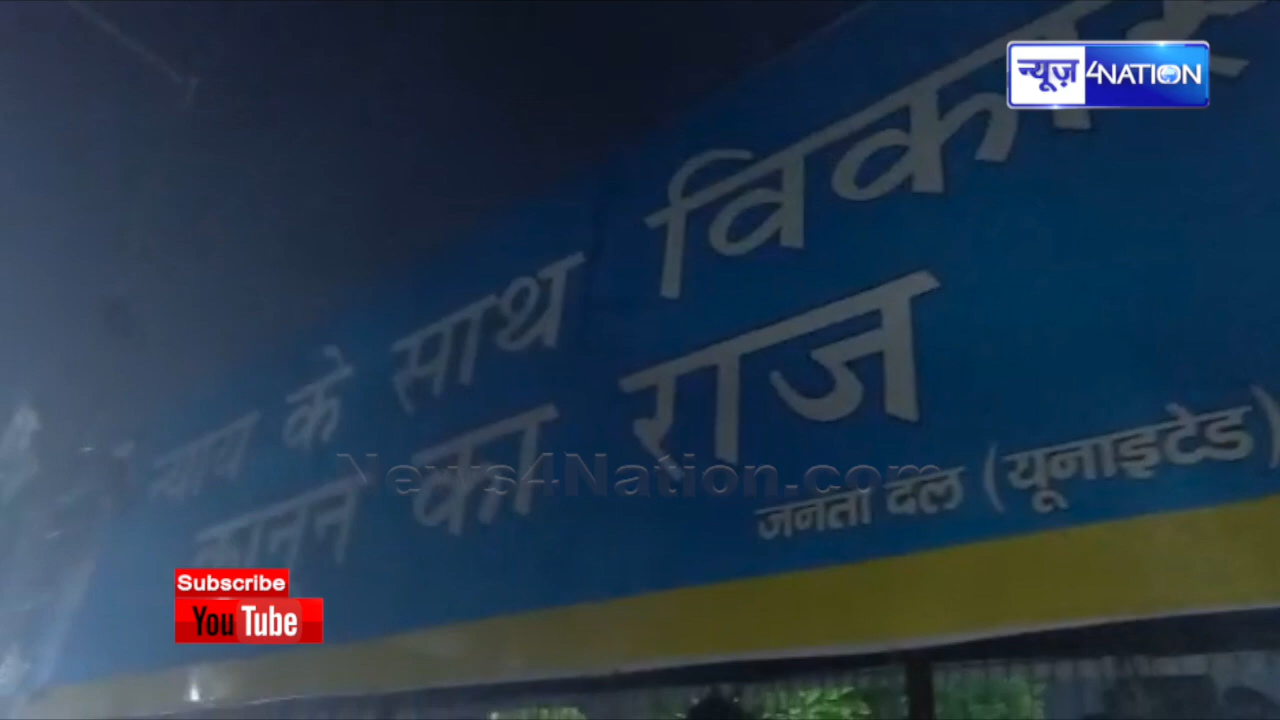 न्यूज़ 4NATION
न्याय के साथ विकास
कानून का राज
जनता दल (यूनाइटेड)
News4Nation.com
Subscribe
YouTube